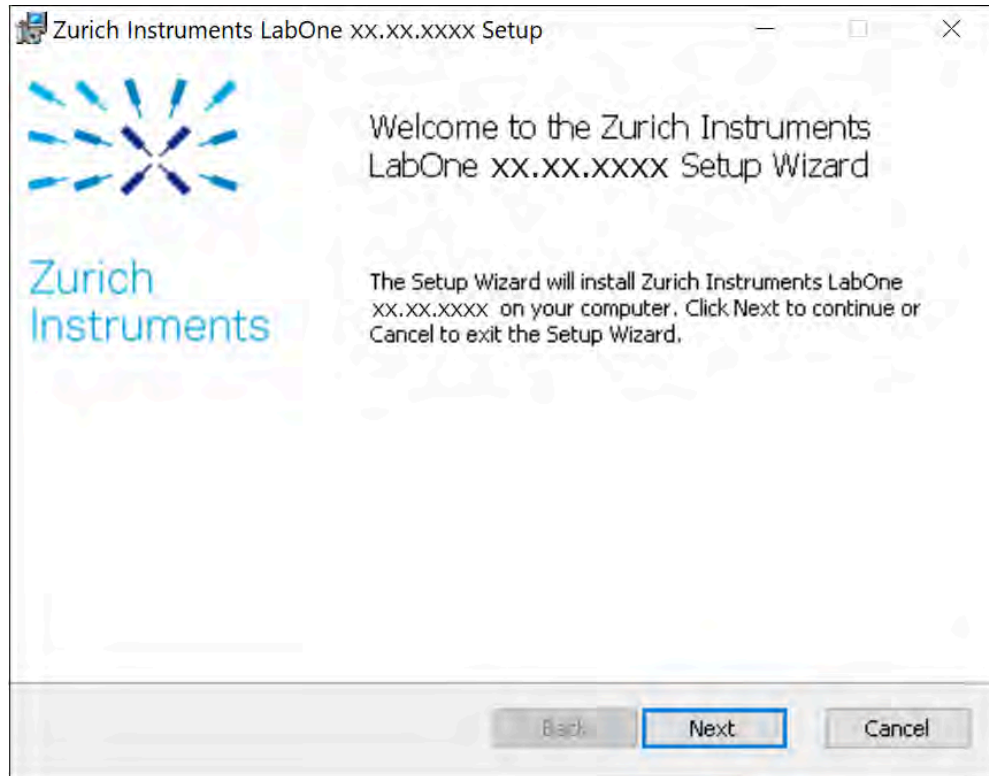 Zurich Instruments LabOne xx.xx.xxxx Setup
Welcome to the Zurich Instruments
LabOne xx.xx.xxxx Setup Wizard
Zurich
Instruments
The Setup Wizard will install Zurich Instruments LabOne
xx.xx.xxxx on your computer. Click Next to continue or
Cancel to exit the Setup Wizard.
Back Next Cancel